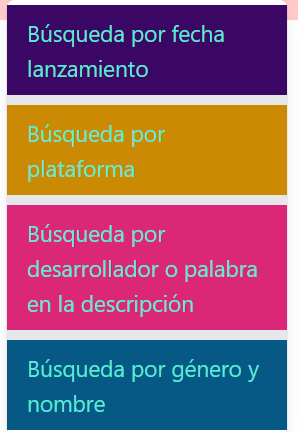 Búsqueda por fecha
lanzamiento
Búsqueda por
plataforma
Búsqueda por
desarrollador o palabra
en la descripción
Búsqueda por género y
nombre